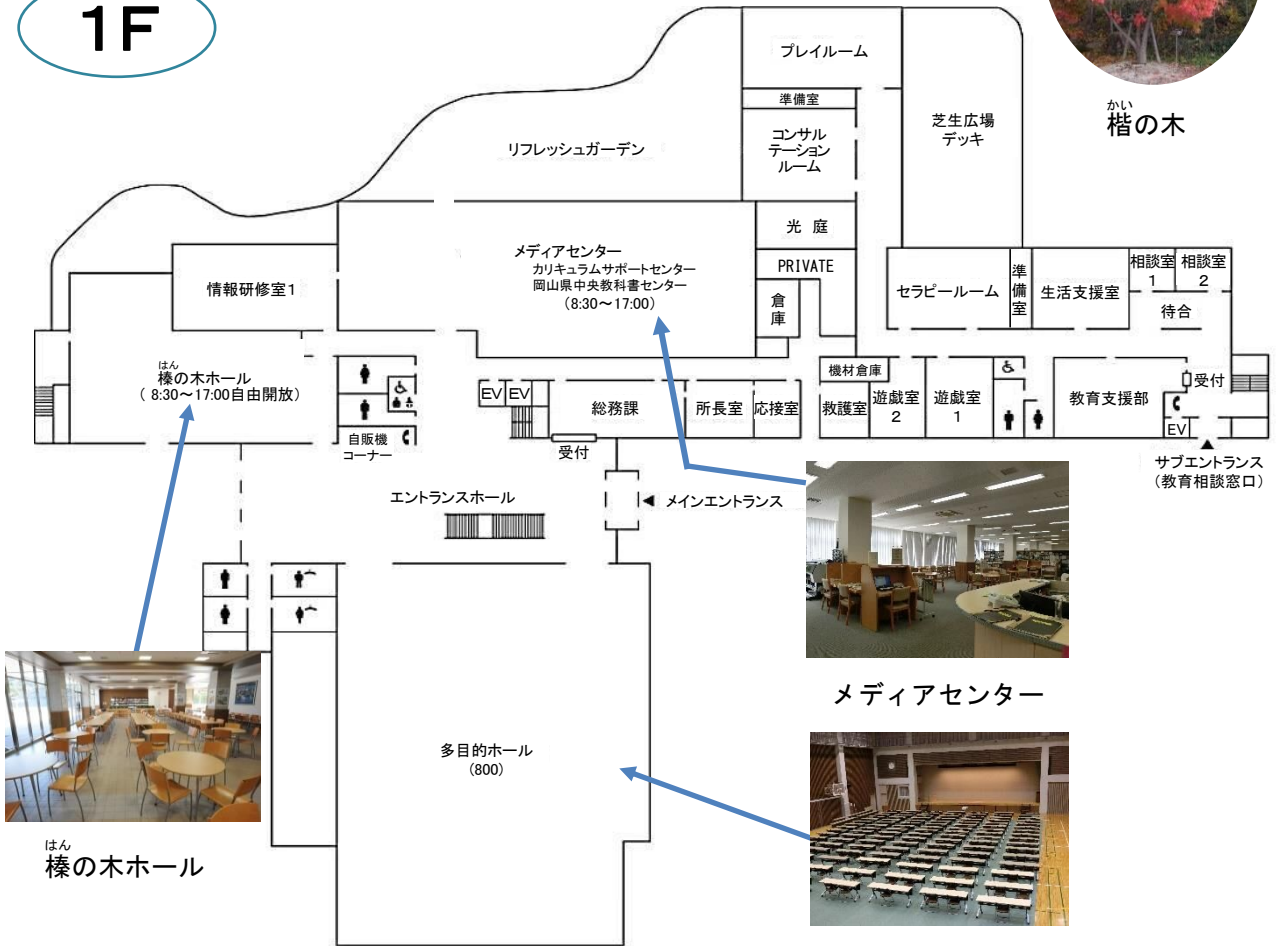 1F
プレイルーム
準備室
コンサル
テーション
ルーム
芝生広場
デッキ
かい
楷の木
リフレッシュガーデン
光 庭
PRIVATE
倉
庫
メディアセンター
カリキュラムサポートセンター
岡山県中央教科書センター
(8:30~17:00)
情報研修室1
セラピールーム
準
備
室
生活支援室
相談室
1
相談室
2
待合
はん
榛の木ホール
( 8:30~17:00自由開放)
自販機
コーナー
EV
EV
総務課
所長室
応接室
機材倉庫
救護室
遊戯室
2
遊戯室
1
教育支援部
受付
EV
受付
サブエントランス
(教育相談窓口)
エントランスホール
メインエントランス
メディアセンター
多目的ホール
(800)
はん
榛の木ホール